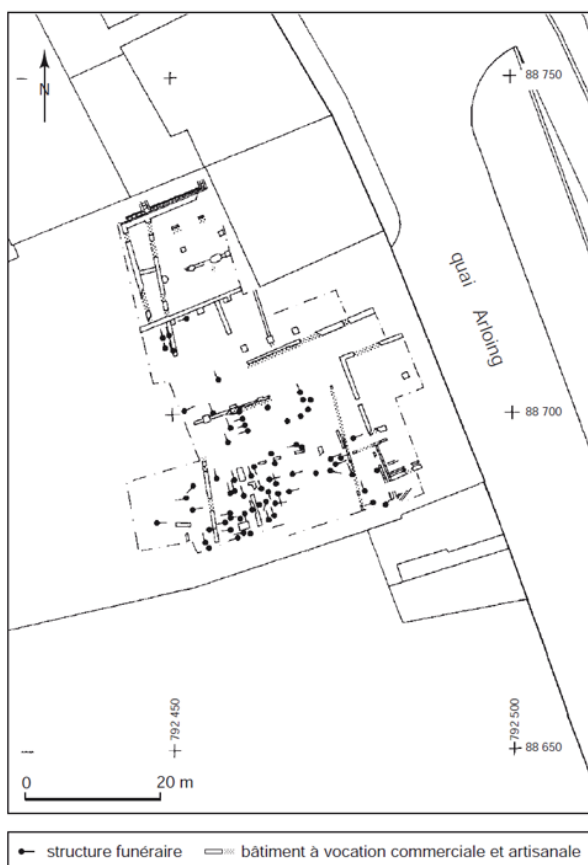 N
88 750
quai Arloing
88 700
792 450
792 500
88 650
0 20 m
structure funéraire bâtiment à vocation commerciale et artisanale